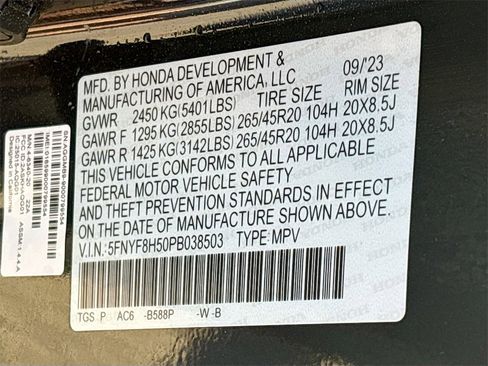 MFD. BY HONDA DEVELOPMENT &
MANUFACTURING OF AMERICA, LLC 09/'23
GVWR 2450 KG(5401LBS) TIRE SIZE RIM SIZE
GAWR F 1295 KG(2855LBS) 265/45R20 104H 20X8.5J
GAWR R 1425 KG(3142LBS) 265/45R20 104H 20X8.5J
THIS VEHICLE CONFORMS TO ALL APPLICABLE
FEDERAL MOTOR VEHICLE SAFETY
AND THEFT PREVENTION STANDARDS IN EFFECT
ON THE DATE OF MANUFACTURE SHOWN ABOVE.
V.I.N.:5FNYF8H50PB038503 TYPE: MPV
TGS P AC6 -B588P -W -B
Designed in California